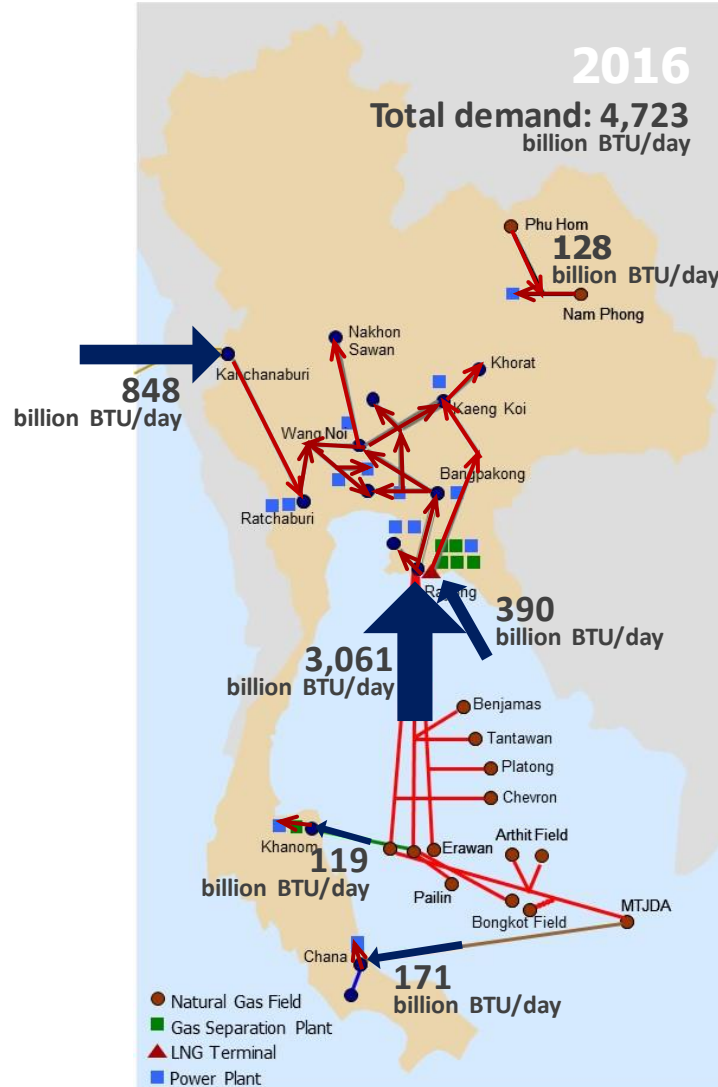 2016
Total demand: 4,723
billion BTU/day
Phu Hom
128
billion BTU/day
Nam Phong
Nakhon
Sawan
Kanchanaburi
848
billion BTU/day
Khorat
Kaeng Koi
Wang Noi
Bangpakong
Ratchaburi
Rayong
390
billion BTU/day
3,061
billion BTU/day
Benjamas
Tantawan
Platong
Chevron
Khanom
119
billion BTU/day
Erawan
Arthit Field
Pailin
Bongkot Field
MTJDA
Chana
171
billion BTU/day
Natural Gas Field
Gas Separation Plant
LNG Terminal
Power Plant